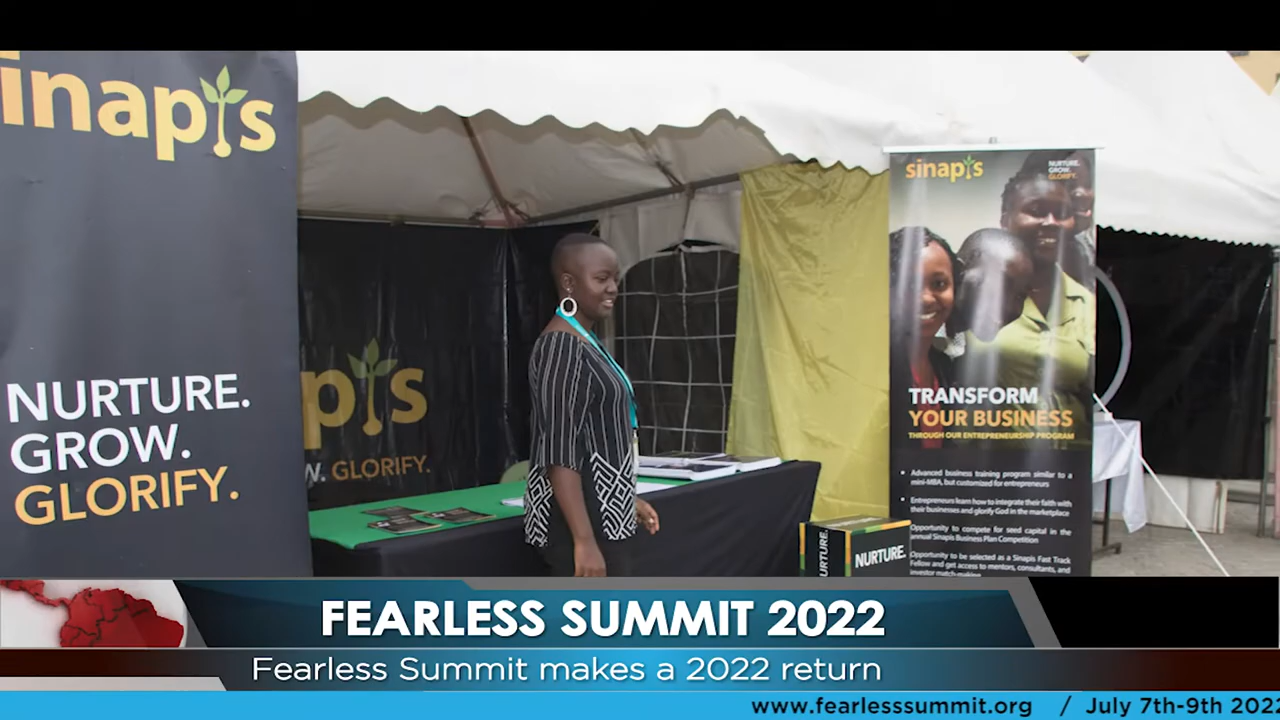 sinapis
NURTURE.
GROW.
GLORIFY.
pis
W. GLORIFY.
sinapis
NURTURE.
GROW.
GLORIFY.
TRANSFORM
YOUR BUSINESS
THROUGH OUR ENTREPRENEURSHIP PROGRAM
Advanced business training program similar to a
mini-MBA, but customized for entrepreneurs
Entrepreneurs learn how to integrate their faith with
their businesses and glorify God in the marketplace
Opportunity to compete for seed capital in the
annual Sinapis Business Plan Competition
Opportunity to be selected as a Sinapis Fast Track
Fellow and get access to mentors, consultants, and
investor match-making
NURTURE.
NURTURE.
FEARLESS SUMMIT 2022
Fearless Summit makes a 2022 return
www.fearlesssummit.org / July 7th-9th 2022